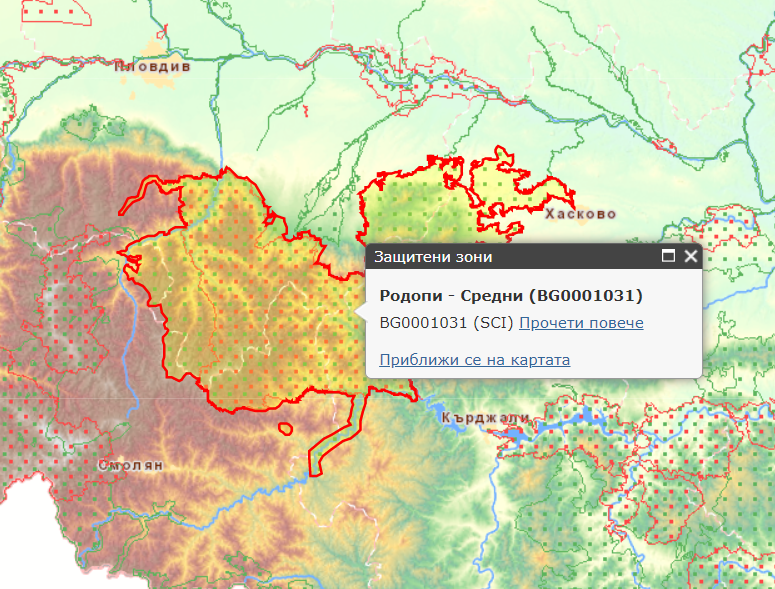 Пловдив
Хасково
Защитени зони
Родопи - Средни (BG0001031)
BG0001031 (SCI) Прочети повече
Приближи се на картата
Кърджали
Смолян